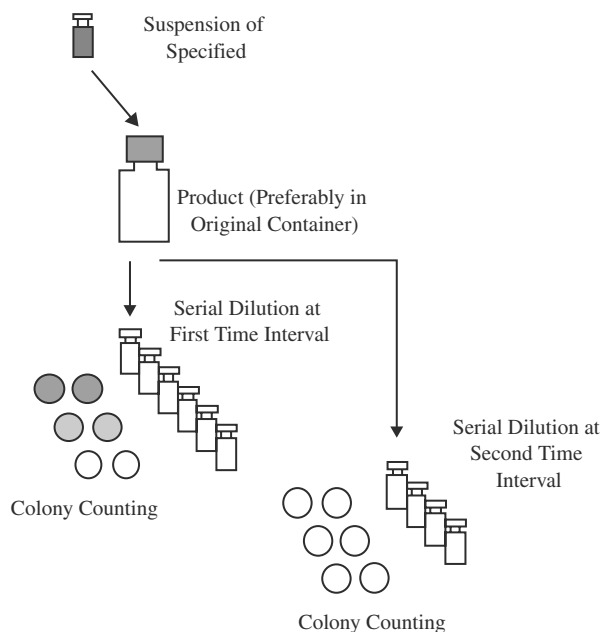 Suspension of
Specified
Product (Preferably in
Original Container)
Serial Dilution at
First Time Interval
Colony Counting
Serial Dilution at
Second Time
Interval
Colony Counting